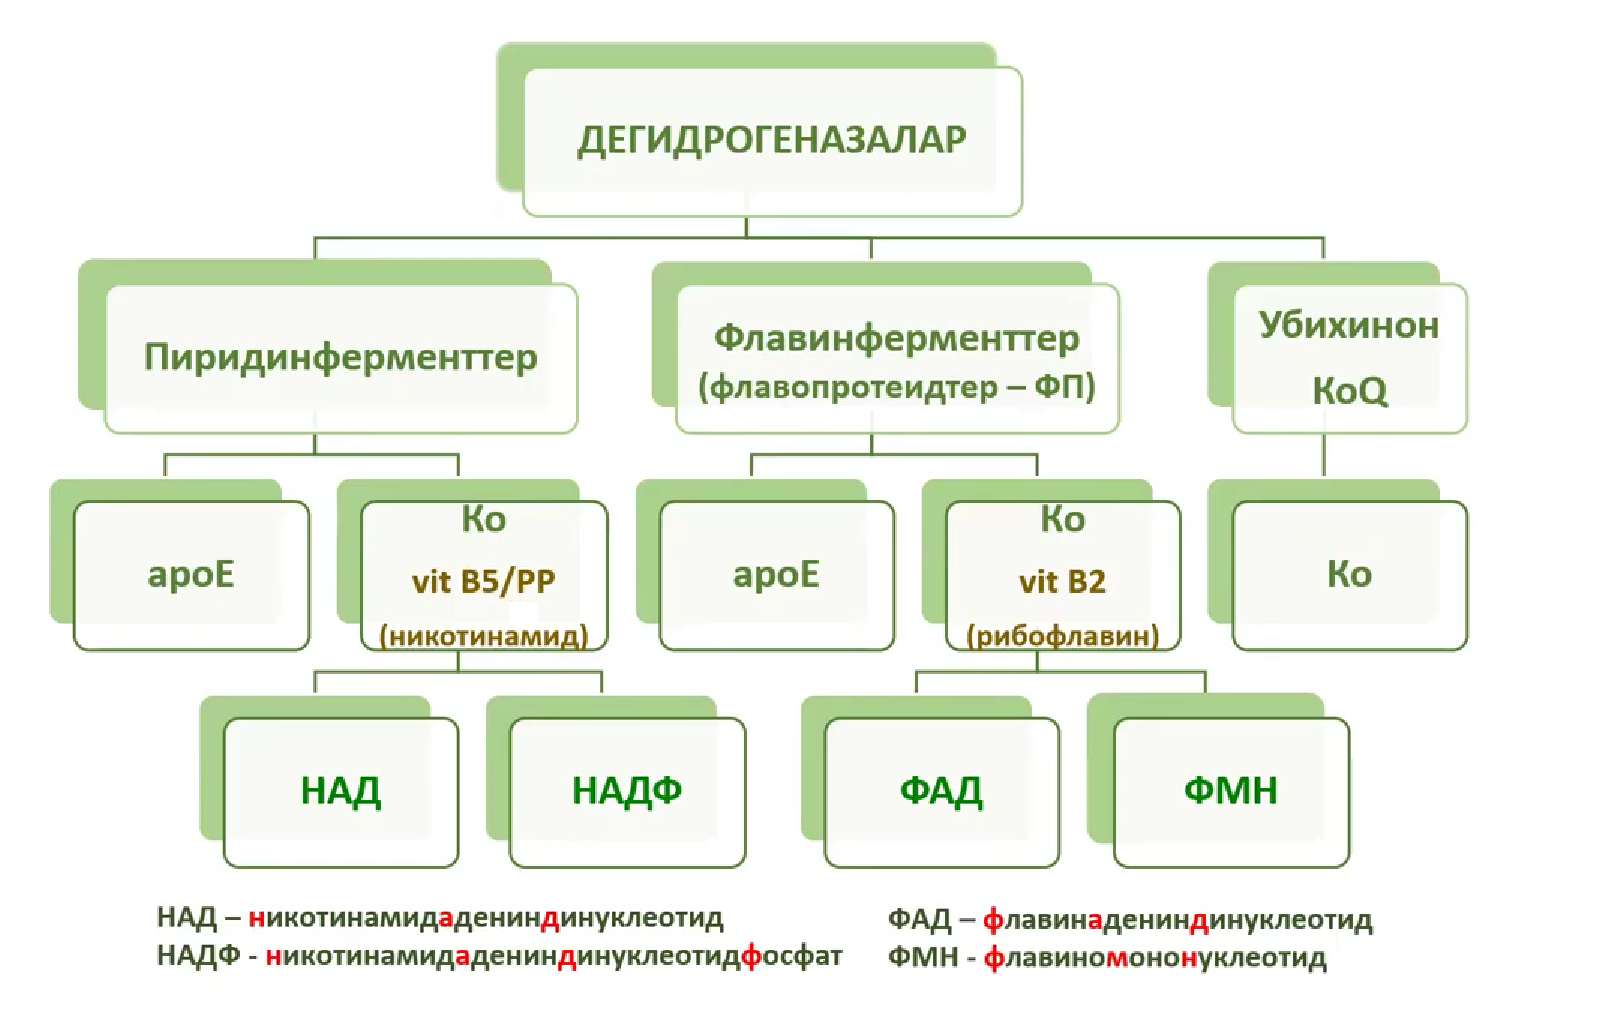 ДЕГИДРОГЕНАЗАЛАР
Пиридинферменттер
Флавинферменттер
(флавопротеидтер – ФП)
Убихинон
КоQ
apoE
Ко
vit B5/PP
(никотинамид)
apoE
Ко
vit B2
(рибофлавин)
Ко
НАД
НАДФ
ФАД
ФМН
НАД – никотинамидадениндинуклеотид
НАДФ - никотинамидадениндинуклеотидфосфат
ФАД – флавинадениндинуклеотид
ФМН - флавиномононуклеотид